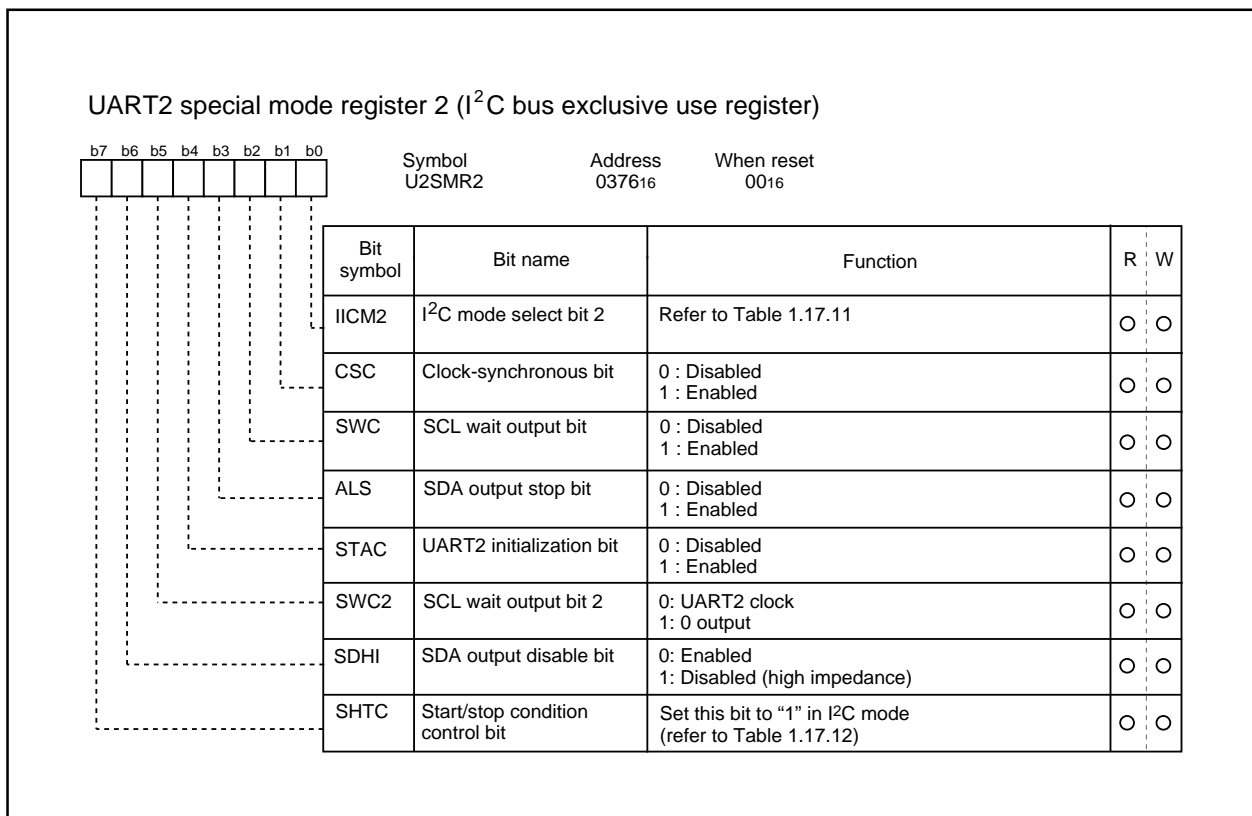 UART2 special mode register 2 (I2C bus exclusive use register)
b7 b6 b5 b4 b3 b2 b1 b0
Symbol Address When reset
U2SMR2 037616 0016
Bit symbol Bit name Function R W
IICM2 I2C mode select bit 2 Refer to Table 1.17.11
CSC Clock-synchronous bit 0 : Disabled
1 : Enabled
SWC SCL wait output bit 0 : Disabled
1 : Enabled
ALS SDA output stop bit 0 : Disabled
1 : Enabled
STAC UART2 initialization bit 0 : Disabled
1 : Enabled
SWC2 SCL wait output bit 2 0: UART2 clock
1: 0 output
SDHI SDA output disable bit 0: Enabled
1: Disabled (high impedance)
SHTC Start/stop condition Set this bit to “1” in I2C mode
control bit (refer to Table 1.17.12)